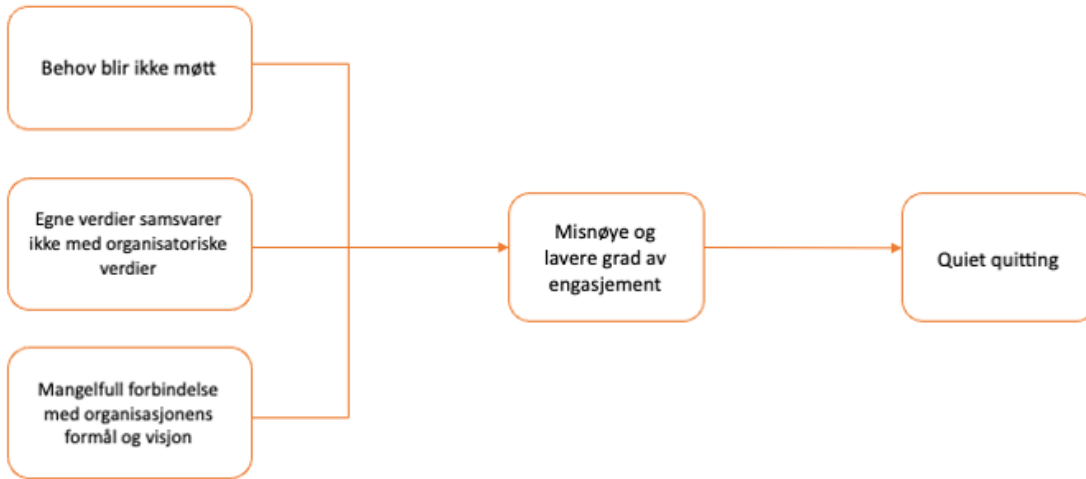 Behov blir ikke møtt
Egne verdier samsvarer
ikke med organisatoriske
verdier
Mangelfull forbindelse
med organisasjonens
formål og visjon
Misnøye og
lavere grad av
engasjement
Quiet quitting